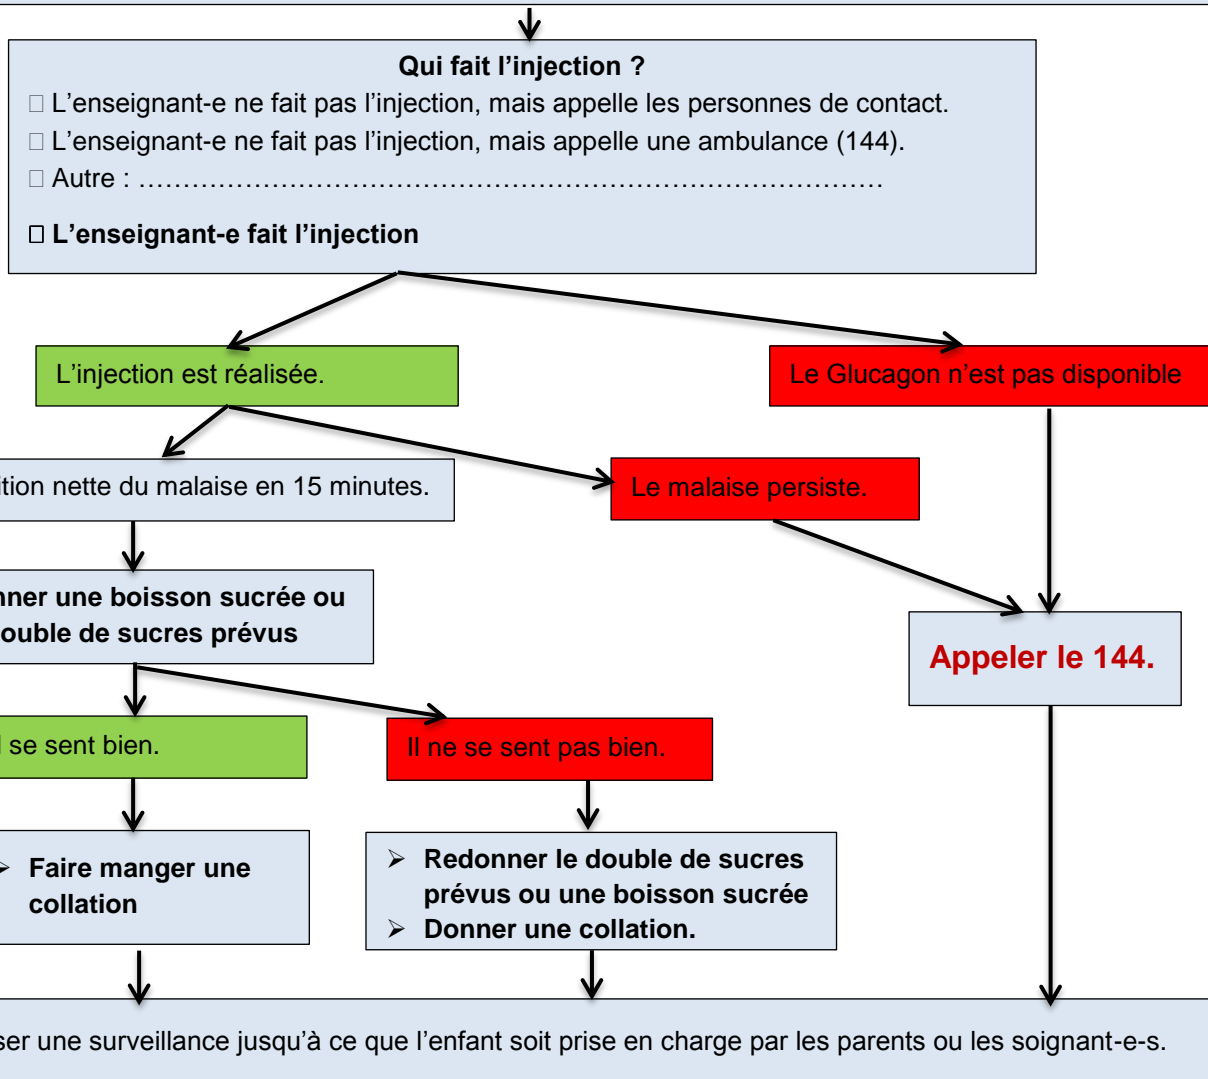 Qui fait l’injection ?
□ L’enseignant-e ne fait pas l’injection, mais appelle les personnes de contact.
□ L’enseignant-e ne fait pas l’injection, mais appelle une ambulance (144).
□ Autre : …………………………………………………………………………
□ L’enseignant-e fait l’injection
L’injection est réalisée.
Le Glucagon n’est pas disponible
ition nette du malaise en 15 minutes.
Le malaise persiste.
nner une boisson sucrée ou
ouble de sucres prévus
Appeler le 144.
l se sent bien.
Il ne se sent pas bien.
➢ Faire manger une
collation
➢ Redonner le double de sucres
prévus ou une boisson sucrée
➢ Donner une collation.
ser une surveillance jusqu’à ce que l’enfant soit prise en charge par les parents ou les soignant-e-s.